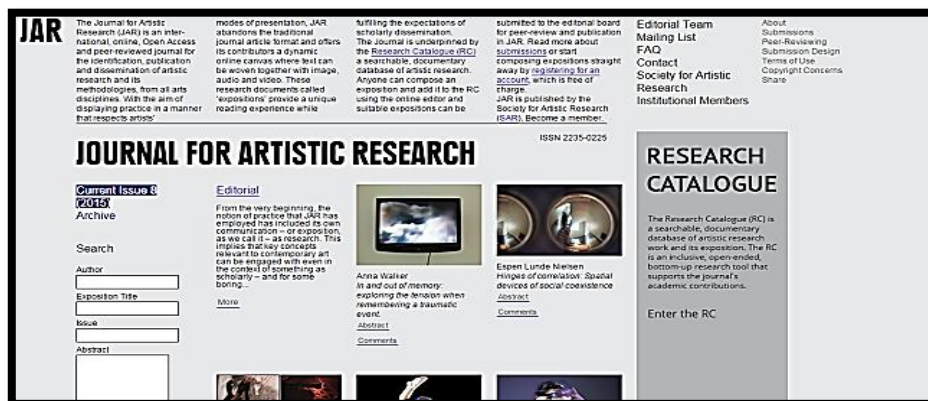 JAR
The Journal for Artistic
Research (JAR) is an inter-
national, online, Open Access
and peer-reviewed journal for
the identification, publication
and dissemination of artistic
research and its
methodologies, from all arts
disciplines. With the aim of
displaying practice in a manner
that respects artists'
modes of presentation, JAR
abandons the traditional
journal article format and offers
its contributors a dynamic
online canvas where text can
be woven together with image,
audio and video. These
research documents called
'expositions' provide a unique
reading experience while
fulfilling the expectations of
scholarly dissemination.
The Journal is underpinned by
the Research Catalogue (RC)
a searchable, documentary
database of artistic research.
Anyone can compose an
exposition and add it to the RC
using the online editor and
suitable expositions can be
submitted to the editorial board
for peer-review and publication
in JAR. Read more about
submissions or start
composing expositions straight
away by registering for an
account, which is free of
charge.
JAR is published by the
Society for Artistic Research
(SAR). Become a member.
Editorial Team
Mailing List
FAQ
Contact
Society for Artistic
Research
Institutional Members
About
Submissions
Peer-Reviewing
Submission Design
Terms of Use
Copyright Concerns
Share
ISSN 2235-0225
JOURNAL FOR ARTISTIC RESEARCH
Current Issue 8
(2015)
Archive
Search
Author
Exposition Title
Issue
Abstract
Editorial
From the very beginning, the
notion of practice that JAR has
employed has included its own
communication – or exposition,
as we call it – as research. This
implies that key concepts
relevant to contemporary art
can be engaged with even in
the context of something as
scholarly – and for some
boring...
More
Anna Walker
In and out of memory:
exploring the tension when
remembering a traumatic
event.
Abstract
Comments
Espen Lunde Nielsen
Hinges of correlation: Spatial
devices of social coexistence
Abstract
Comments
RESEARCH
CATALOGUE
The Research Catalogue (RC) is
a searchable, documentary
database of artistic research
work and its exposition. The RC
is an inclusive, open-ended,
bottom-up research tool that
supports the journal's
academic contributions.
Enter the RC